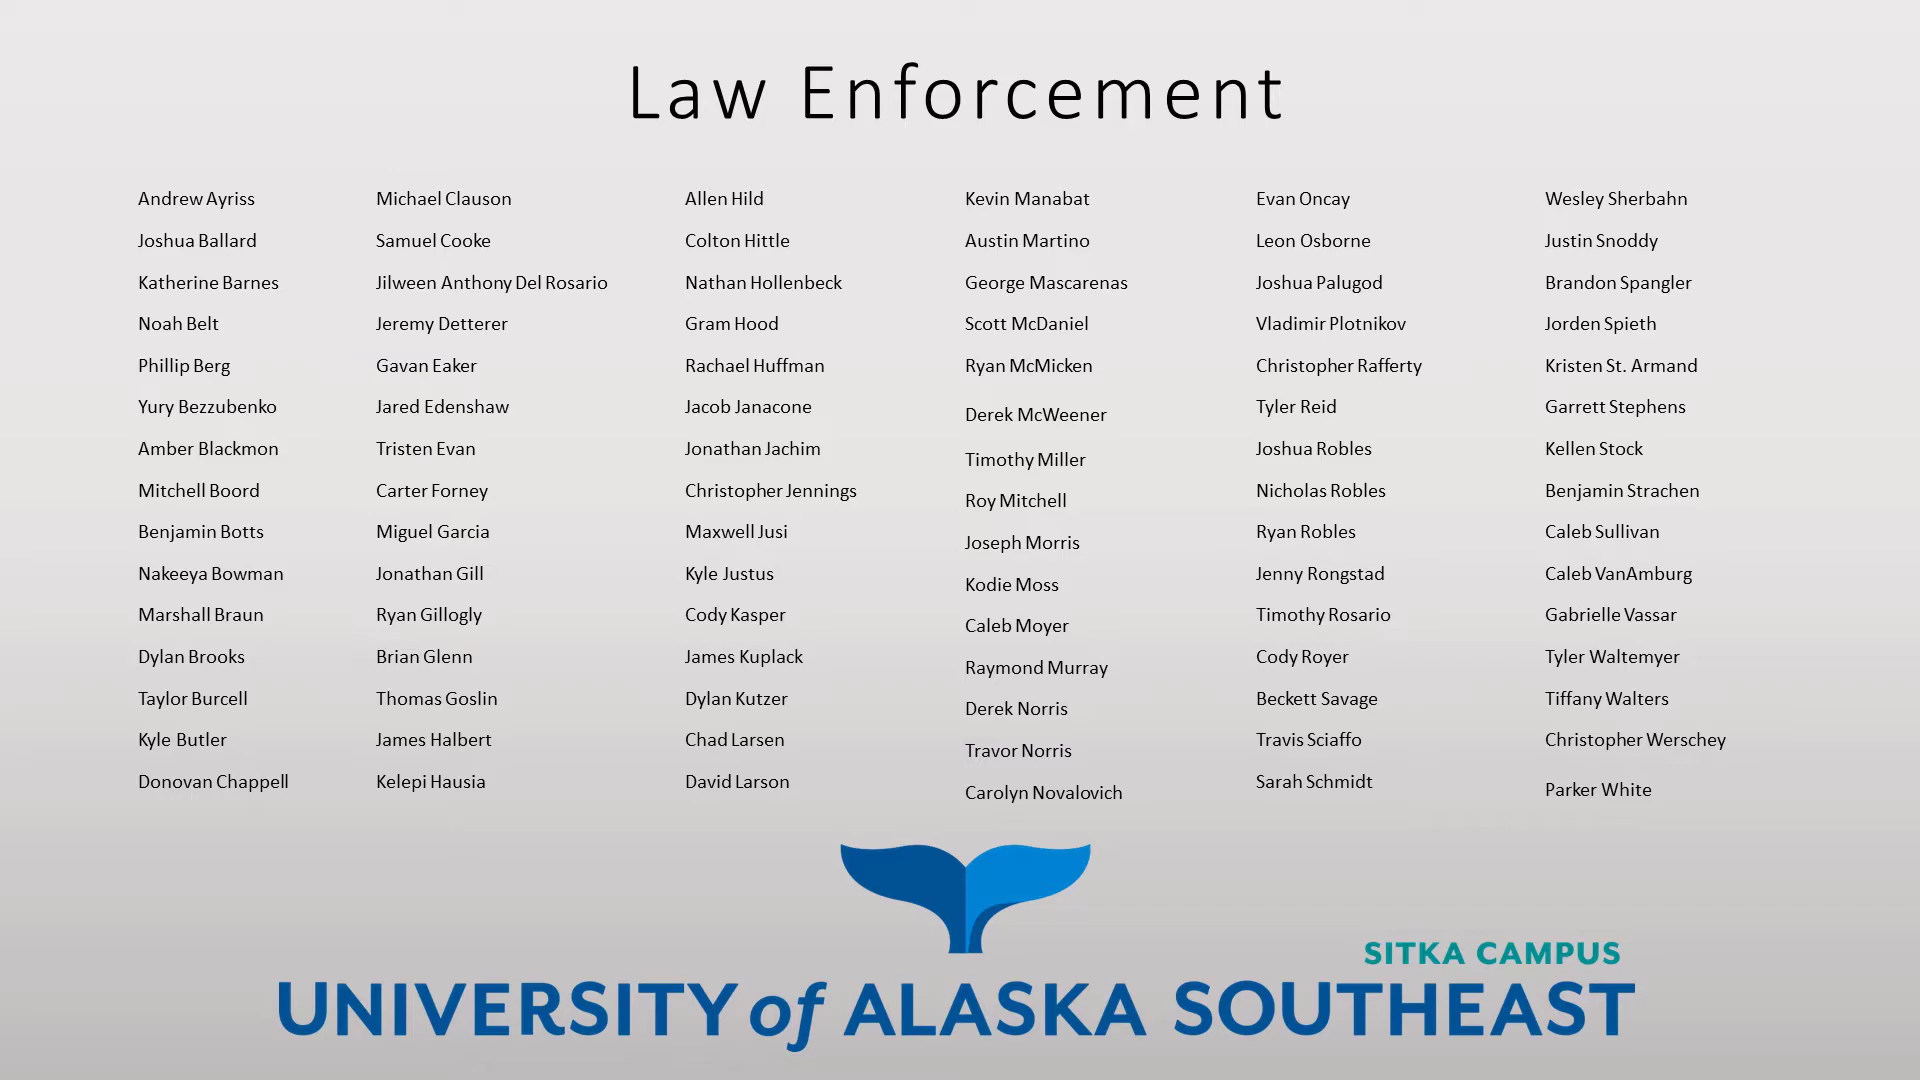 Law Enforcement
Andrew Ayriss
Joshua Ballard
Katherine Barnes
Noah Belt
Phillip Berg
Yury Bezzubenko
Amber Blackmon
Mitchell Boord
Benjamin Botts
Nakeeya Bowman
Marshall Braun
Dylan Brooks
Taylor Burcell
Kyle Butler
Donovan Chappell
Michael Clauson
Samuel Cooke
Jilween Anthony Del Rosario
Jeremy Detterer
Gavan Eaker
Jared Edenshaw
Tristen Evan
Carter Forney
Miguel Garcia
Jonathan Gill
Ryan Gillogly
Brian Glenn
Thomas Goslin
James Halbert
Kelepi Hausia
Allen Hild
Colton Hittle
Nathan Hollenbeck
Gram Hood
Rachael Huffman
Jacob Janacone
Jonathan Jachim
Christopher Jennings
Maxwell Jusi
Kyle Justus
Cody Kasper
James Kuplack
Dylan Kutzer
Chad Larsen
David Larson
Kevin Manabat
Austin Martino
George Mascarenas
Scott McDaniel
Ryan McMicken
Derek McWeener
Timothy Miller
Roy Mitchell
Joseph Morris
Kodie Moss
Caleb Moyer
Raymond Murray
Derek Norris
Travor Norris
Carolyn Novalovich
Evan Oncay
Leon Osborne
Joshua Palugod
Vladimir Plotnikov
Christopher Rafferty
Tyler Reid
Joshua Robles
Nicholas Robles
Ryan Robles
Jenny Rongstad
Timothy Rosario
Cody Royer
Beckett Savage
Travis Sciaffo
Sarah Schmidt
Wesley Sherbahn
Justin Snoddy
Brandon Spangler
Jorden Spieth
Kristen St. Armand
Garrett Stephens
Kellen Stock
Benjamin Strachen
Caleb Sullivan
Caleb VanAmburg
Gabrielle Vassar
Tyler Waltemyer
Tiffany Walters
Christopher Werschey
Parker White
SITKA CAMPUS
UNIVERSITY of ALASKA SOUTHEAST